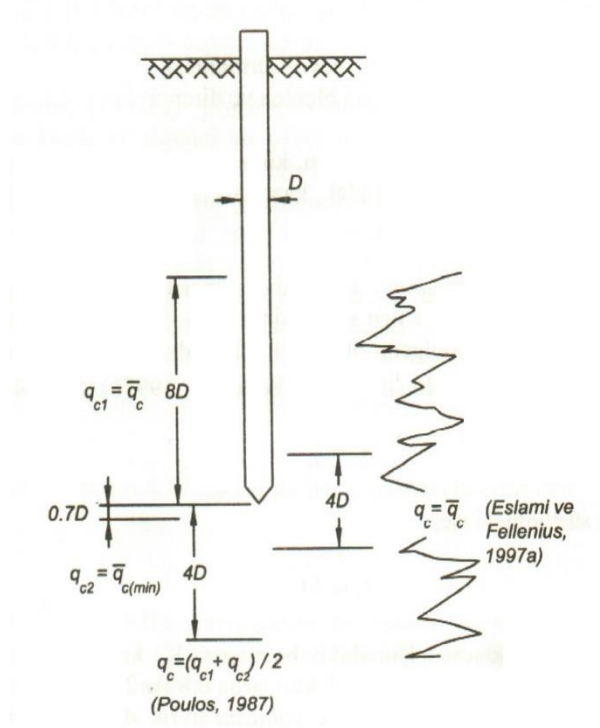 D
q_c1 = q̅_c 8D
4D
0.7D
q_c = q̅_c (Eslami ve
Fellenius,
1997a)
q_c2 = q̅_c(min) 4D
q_c =(q_c1 + q_c2) / 2
(Poulos, 1987)